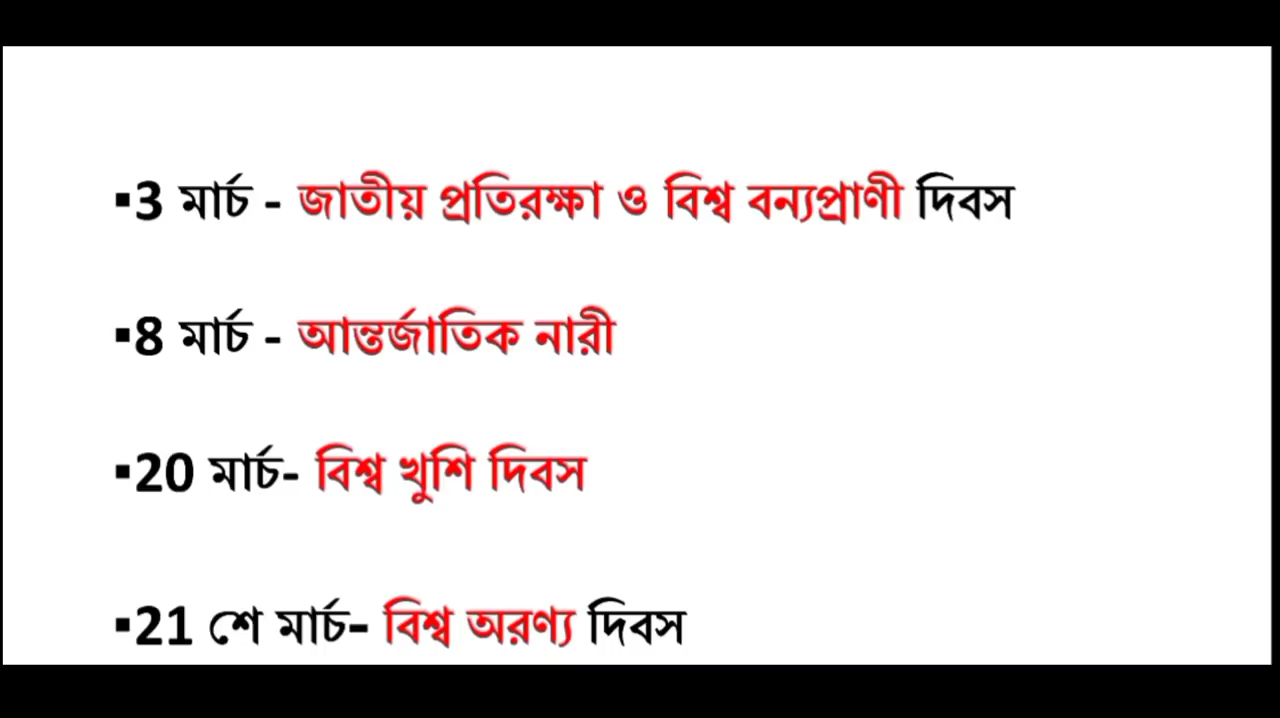 ▪3 মার্চ - জাতীয় প্রতিরক্ষা ও বিশ্ব বন্যপ্রাণী দিবস
▪8 মার্চ - আন্তর্জাতিক নারী
▪20 মার্চ- বিশ্ব খুশি দিবস
▪21 শে মার্চ- বিশ্ব অরণ্য দিবস